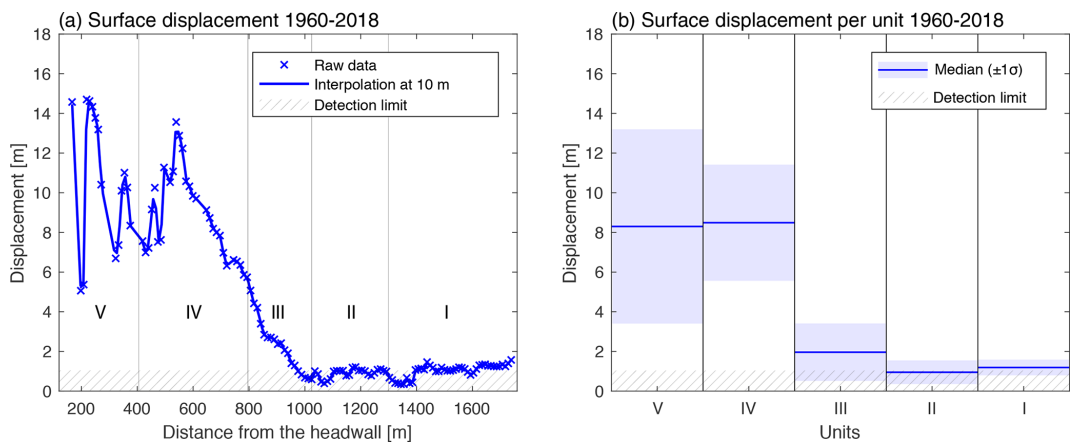 (a) Surface displacement 1960-2018
18
16
14
12
10
8
6
4
2
0
Displacement [m]
Raw data
Interpolation at 10 m
Detection limit
V IV III II I
200 400 600 800 1000 1200 1400 1600
Distance from the headwall [m]
(b) Surface displacement per unit 1960-2018
18
16
14
12
10
8
6
4
2
0
Displacement [m]
Median (±1σ)
Detection limit
V IV III II I
Units